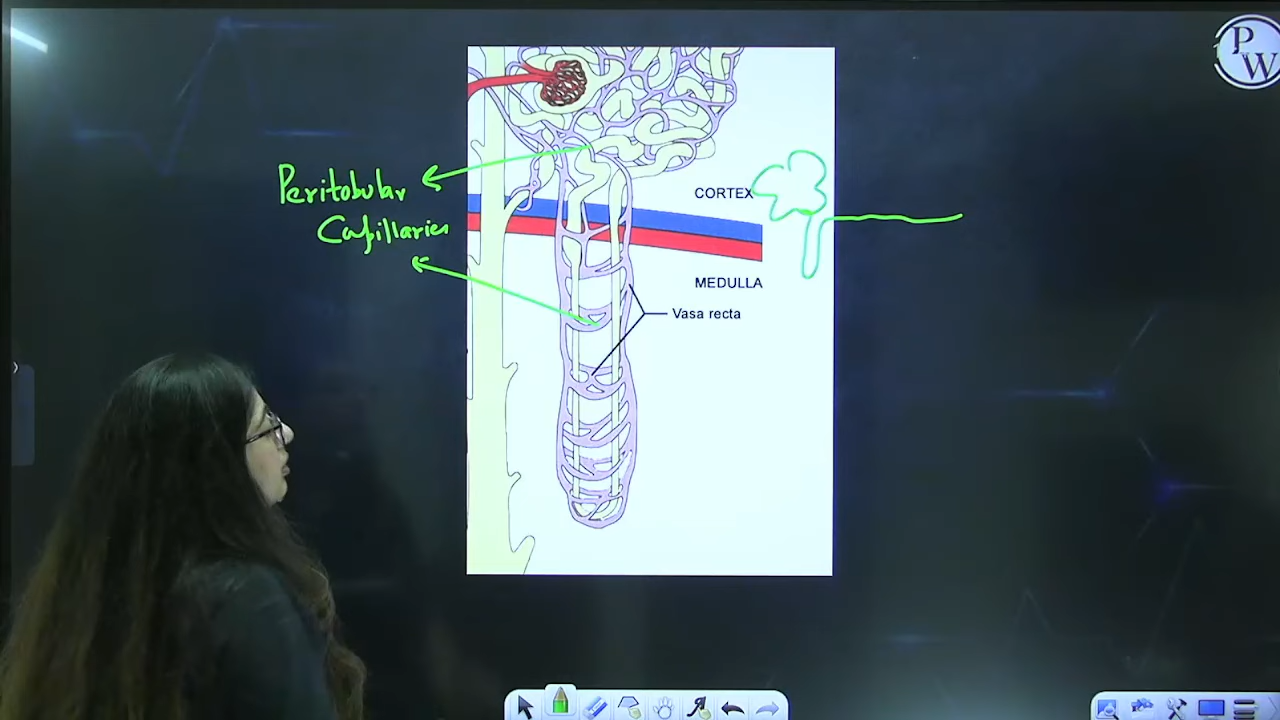 PW
Peritobular
Capillaries
CORTEX
MEDULLA
Vasa recta